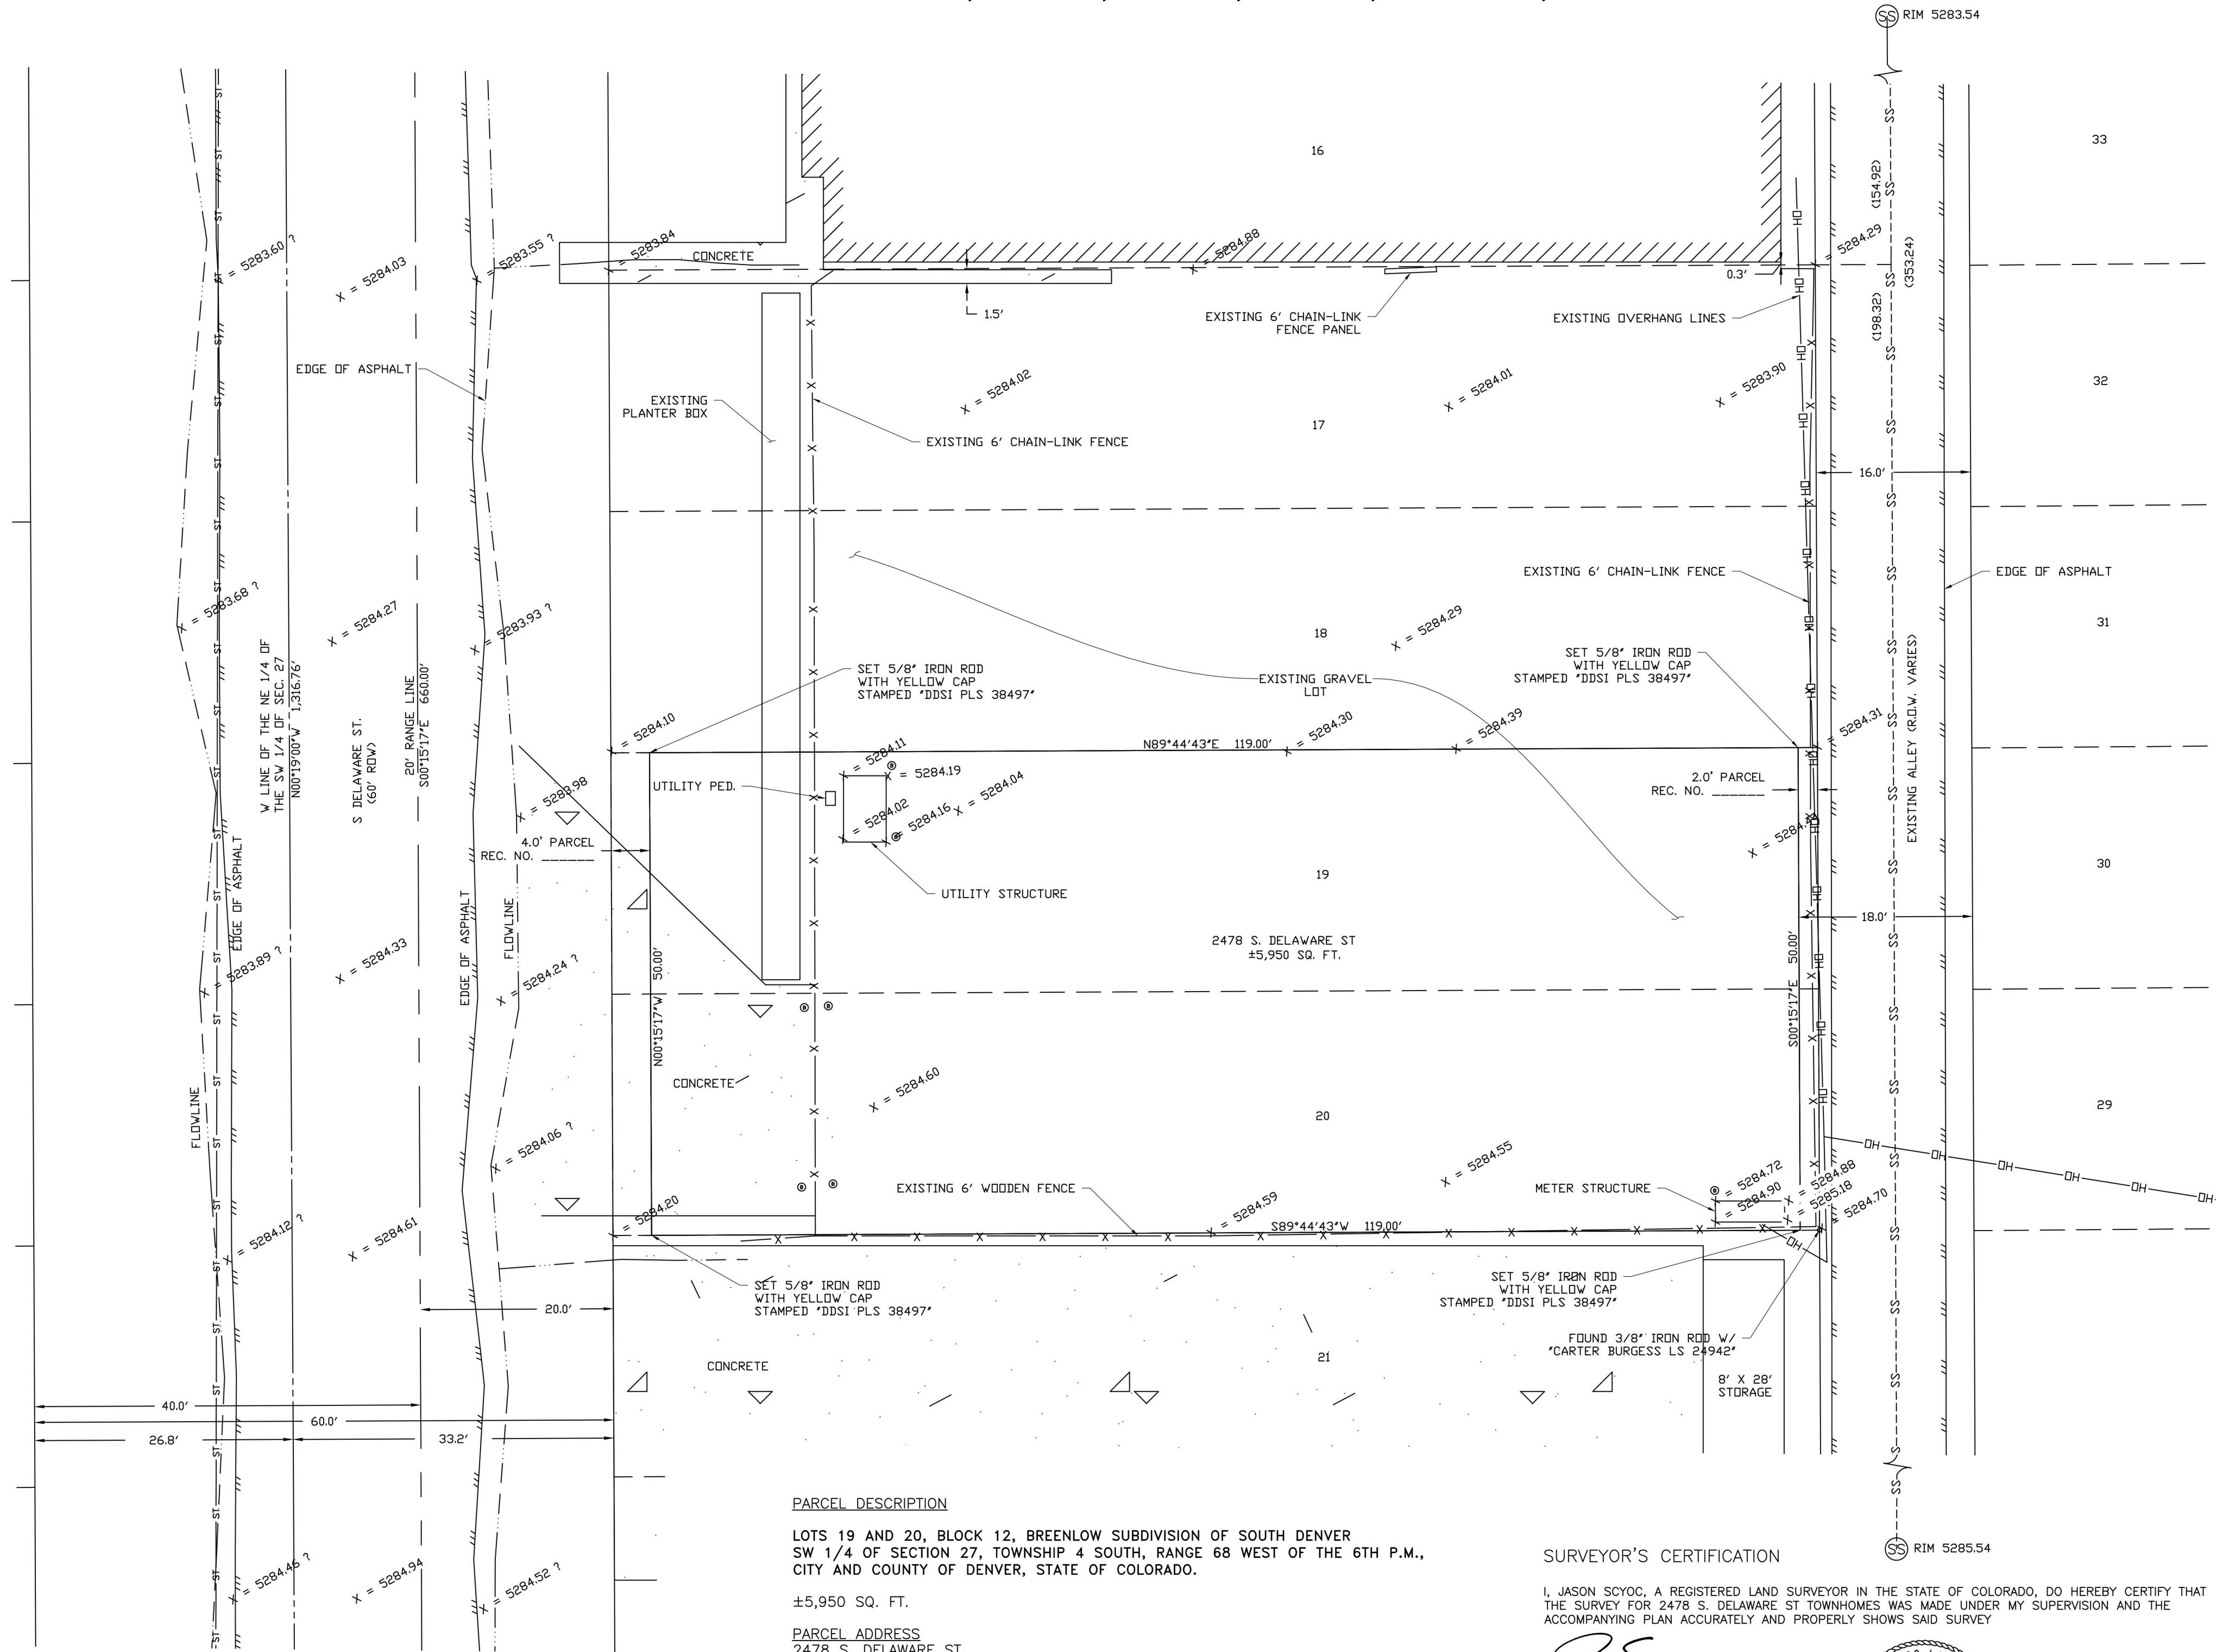 RIM 5283.54
SS
16
33
(154.92)
(353.24)
(198.32)
X = 5283.60 ?
X = 5284.03
X = 5283.55 ?
X = 5283.84
CONCRETE
X = 5284.88
X = 5284.29
0.3'
1.5'
EXISTING 6' CHAIN-LINK
FENCE PANEL
EXISTING OVERHANG LINES
EDGE OF ASPHALT
EXISTING
PLANTER BOX
X = 5284.02
X = 5284.01
X = 5283.90
32
17
EXISTING 6' CHAIN-LINK FENCE
16.0'
EXISTING 6' CHAIN-LINK FENCE
EDGE OF ASPHALT
X = 5283.68 ?
X = 5284.27
X = 5283.93 ?
18
X = 5284.29
31
W LINE OF THE NE 1/4 OF
THE SW 1/4 OF SEC. 27
N00°19'00"W 1,316.76'
S DELAWARE ST.
(60' ROW)
20' RANGE LINE
S00°15'17"E 660.00'
SET 5/8" IRON ROD
WITH YELLOW CAP
STAMPED "DDSI PLS 38497"
EXISTING GRAVEL
LOT
SET 5/8" IRON ROD
WITH YELLOW CAP
STAMPED "DDSI PLS 38497"
EXISTING ALLEY (R.O.W. VARIES)
X = 5284.10
N89°44'43"E 119.00'
X = 5284.30
X = 5284.39
X = 5284.31
X = 5284.11
X = 5284.19
UTILITY PED.
X = 5284.02
X = 5284.16
X = 5284.04
2.0' PARCEL
REC. NO. ______
X = 5283.98
4.0' PARCEL
REC. NO. ______
EDGE OF ASPHALT
EDGE OF ASPHALT
FLOWLINE
UTILITY STRUCTURE
19
30
18.0'
2478 S. DELAWARE ST
±5,950 SQ. FT.
X = 5283.89 ?
X = 5284.33
X = 5284.24 ?
N00°15'17"W 50.00'
S00°15'17"E 50.00'
FLOWLINE
CONCRETE
X = 5284.60
20
29
X = 5284.06 ?
X = 5284.55
EXISTING 6' WOODEN FENCE
METER STRUCTURE
X = 5284.72
X = 5284.88
X = 5284.90
X = 5285.18
X = 5284.70
X = 5284.20
X = 5284.59
S89°44'43"W 119.00'
X = 5284.12 ?
X = 5284.61
SET 5/8" IRON ROD
WITH YELLOW CAP
STAMPED "DDSI PLS 38497"
SET 5/8" IRON ROD
WITH YELLOW CAP
STAMPED "DDSI PLS 38497"
20.0'
FOUND 3/8" IRON ROD W/
"CARTER BURGESS LS 24942"
CONCRETE
21
8' X 28'
STORAGE
40.0'
60.0'
26.8'
33.2'
X = 5284.46 ?
X = 5284.94
X = 5284.52 ?
PARCEL DESCRIPTION
LOTS 19 AND 20, BLOCK 12, BREENLOW SUBDIVISION OF SOUTH DENVER
SW 1/4 OF SECTION 27, TOWNSHIP 4 SOUTH, RANGE 68 WEST OF THE 6TH P.M.,
CITY AND COUNTY OF DENVER, STATE OF COLORADO.
±5,950 SQ. FT.
PARCEL ADDRESS
2478 S. DELAWARE ST
SS
RIM 5285.54
SURVEYOR'S CERTIFICATION
I, JASON SCYOC, A REGISTERED LAND SURVEYOR IN THE STATE OF COLORADO, DO HEREBY CERTIFY THAT
THE SURVEY FOR 2478 S. DELAWARE ST TOWNHOMES WAS MADE UNDER MY SUPERVISION AND THE
ACCOMPANYING PLAN ACCURATELY AND PROPERLY SHOWS SAID SURVEY